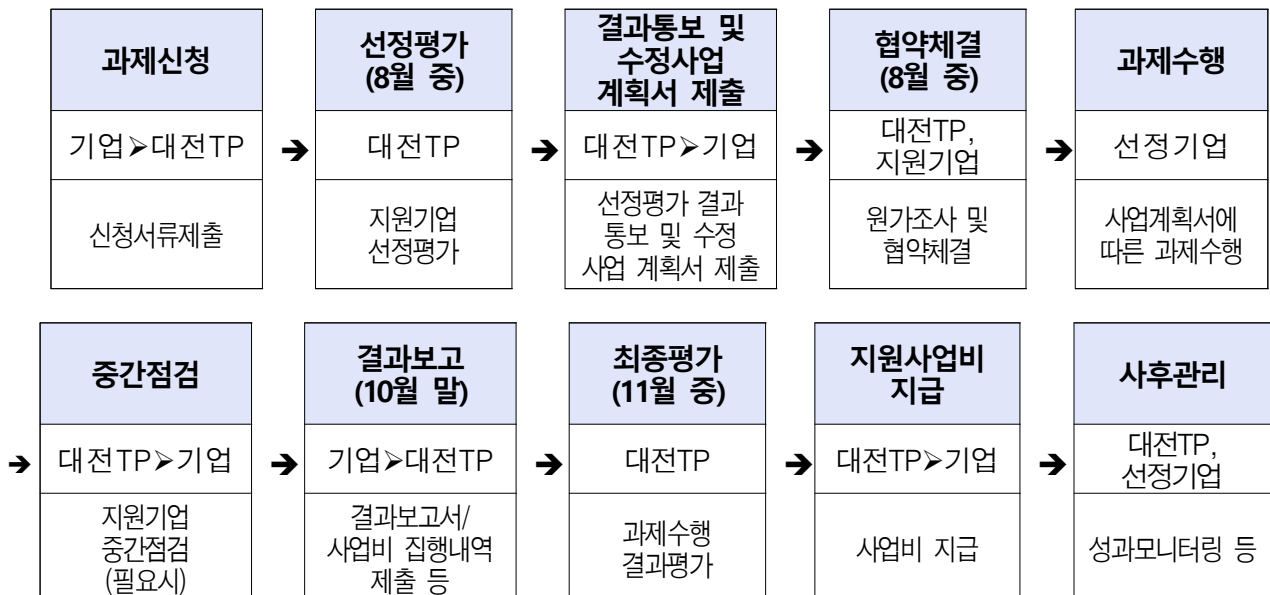 과제신청
기업➢대전TP
신청서류제출
➔
선정평가
(8월 중)
대전TP
지원기업
선정평가
➔
결과통보 및
수정사업
계획서 제출
대전TP➢기업
선정평가 결과
통보 및 수정
사업 계획서 제출
➔
협약체결
(8월 중)
대전TP,
지원기업
원가조사 및
협약체결
➔
과제수행
선정기업
사업계획서에
따른 과제수행
➔
중간점검
대전TP➢기업
지원기업
중간점검
(필요시)
➔
결과보고
(10월 말)
기업➢대전TP
결과보고서/
사업비 집행내역
제출 등
➔
최종평가
(11월 중)
대전TP
과제수행
결과평가
➔
지원사업비
지급
대전TP➢기업
사업비 지급
➔
사후관리
대전TP,
선정기업
성과모니터링 등